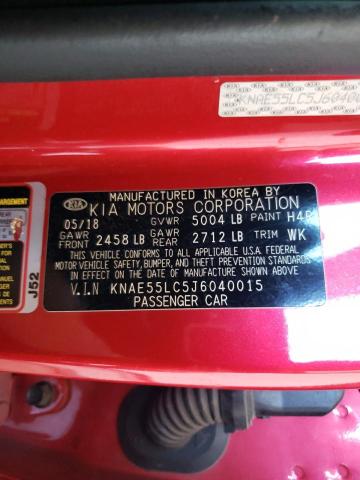 KNAE55LC5J60400
MANUFACTURED IN KOREA BY
KIA KIA MOTORS CORPORATION
05/18 GVWR 5004 LB PAINT H4R
GAWR FRONT 2458 LB GAWR REAR 2712 LB TRIM WK
THIS VEHICLE CONFORMS TO ALL APPLICABLE U.S.A. FEDERAL
MOTOR VEHICLE SAFETY, BUMPER, AND THEFT PREVENTION STANDARDS
IN EFFECT ON THE DATE OF MANUFACTURE SHOWN ABOVE.
V.I.N KNAE55LC5J6040015
PASSENGER CAR
J52